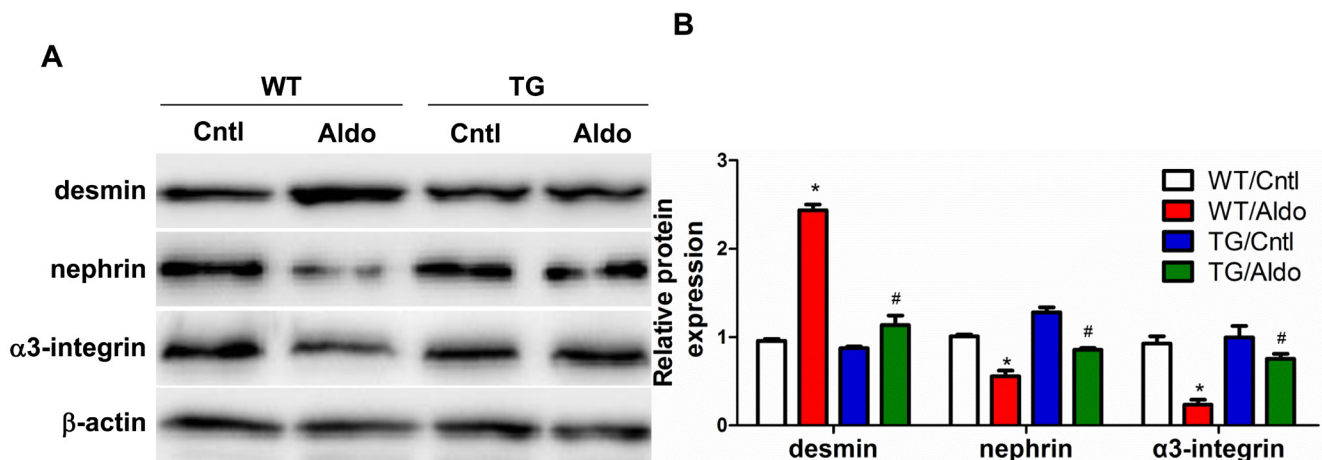 A
WT TG
Cntl Aldo Cntl Aldo
desmin
nephrin
α3-integrin
β-actin
B
Relative protein
expression
3
2
1
0
*
#
*
#
*
#
WT/Cntl
WT/Aldo
TG/Cntl
TG/Aldo
desmin nephrin α3-integrin